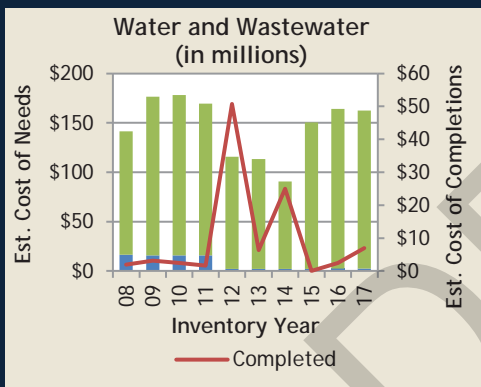 Water and Wastewater
(in millions)
Est. Cost of Needs
$200
$150
$100
$50
$0
$60
$50
$40
$30
$20
$10
$0
Est. Cost of Completions
08 09 10 11 12 13 14 15 16 17
Inventory Year
Completed